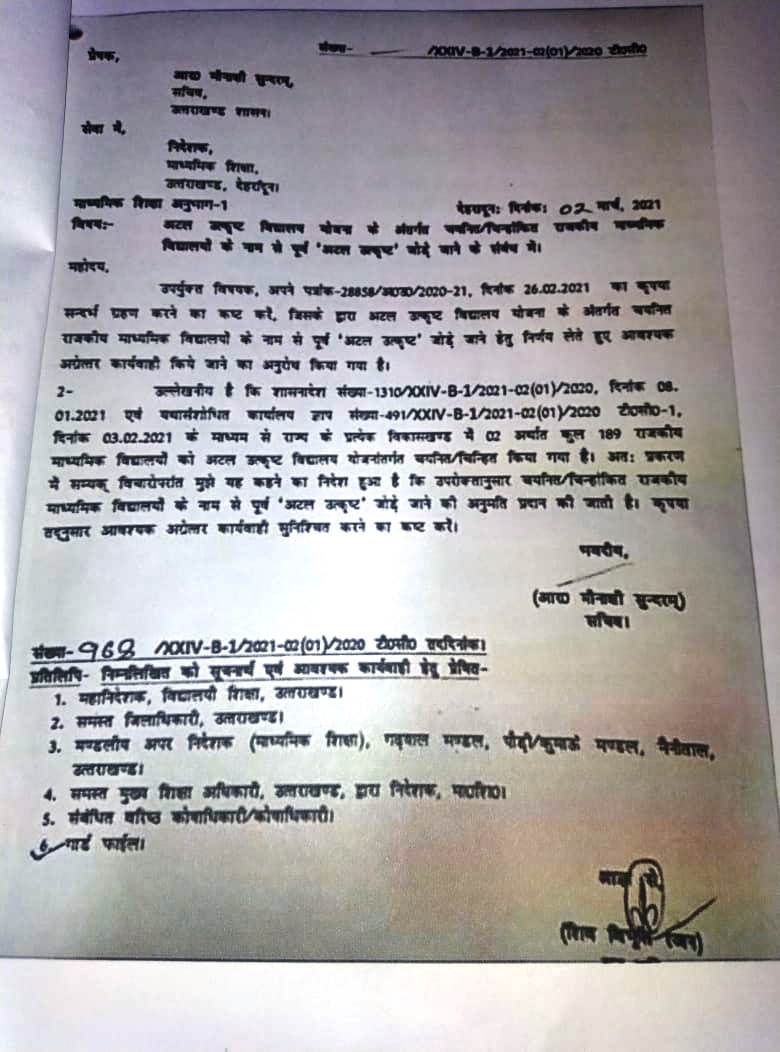 संख्या- /XXIV-B-1/2021-02(01)/2020 टी०सी०
प्रेषक,
आर० मीनाक्षी सुन्दरम्,
सचिव,
उत्तराखण्ड शासन।
सेवा में,
निदेशक,
माध्यमिक शिक्षा,
उत्तराखण्ड, देहरादून।
माध्यमिक शिक्षा अनुभाग-1 देहरादून: दिनांक: 02 मार्च, 2021
विषय:- अटल उत्कृष्ट विद्यालय योजना के अंतर्गत चयनित/चिन्हांकित राजकीय माध्यमिक
विद्यालयों के नाम से पूर्व 'अटल उत्कृष्ट' जोड़े जाने के संबंध में।
महोदय,
उपर्युक्त विषयक, अपने पत्रांक-28858/आ०उ०/2020-21, दिनांक 26.02.2021 का कृपया
सन्दर्भ ग्रहण करने का कष्ट करें, जिसके द्वारा अटल उत्कृष्ट विद्यालय योजना के अंतर्गत चयनित
राजकीय माध्यमिक विद्यालयों के नाम से पूर्व 'अटल उत्कृष्ट' जोड़े जाने हेतु निर्णय लेते हुए आवश्यक
अग्रेत्तर कार्यवाही किये जाने का अनुरोध किया गया है।
2- उल्लेखनीय है कि शासनादेश संख्या-1310/XXIV-B-1/2021-02(01)/2020, दिनांक 08.
01.2021 एवं यथासंशोधित कार्यालय ज्ञाप संख्या-491/XXIV-B-1/2021-02(01)/2020 टी०सी०-1,
दिनांक 03.02.2021 के माध्यम से राज्य के प्रत्येक विकासखण्ड में 02 अर्थात कुल 189 राजकीय
माध्यमिक विद्यालयों को अटल उत्कृष्ट विद्यालय योजनांतर्गत चयनित/चिन्हित किया गया है। अतः प्रकरण
में सम्यक् विचारोपरांत मुझे यह कहने का निदेश हुआ है कि उपरोक्तानुसार चयनित/चिन्हांकित राजकीय
माध्यमिक विद्यालयों के नाम से पूर्व 'अटल उत्कृष्ट' जोड़े जाने की अनुमति प्रदान की जाती है। कृपया
तद्नुसार आवश्यक अग्रेत्तर कार्यवाही सुनिश्चित करने का कष्ट करें।
भवदीय,
(आर० मीनाक्षी सुन्दरम्)
सचिव।
संख्या-968 /XXIV-B-1/2021-02(01)/2020 टी०सी० तददिनांक।
प्रतिलिपि- निम्नलिखित को सूचनार्थ एवं आवश्यक कार्यवाही हेतु प्रेषित-
1. महानिदेशक, विद्यालयी शिक्षा, उत्तराखण्ड।
2. समस्त जिलाधिकारी, उत्तराखण्ड।
3. मण्डलीय अपर निदेशक (माध्यमिक शिक्षा), गढ़वाल मण्डल, पौड़ी/कुमाऊं मण्डल, नैनीताल,
उत्तराखण्ड।
4. समस्त मुख्य शिक्षा अधिकारी, उत्तराखण्ड, द्वारा निदेशक, मा०शि०।
5. संबंधित वरिष्ठ कोषाधिकारी/कोषाधिकारी।
6. गार्ड फाईल।
(शिव